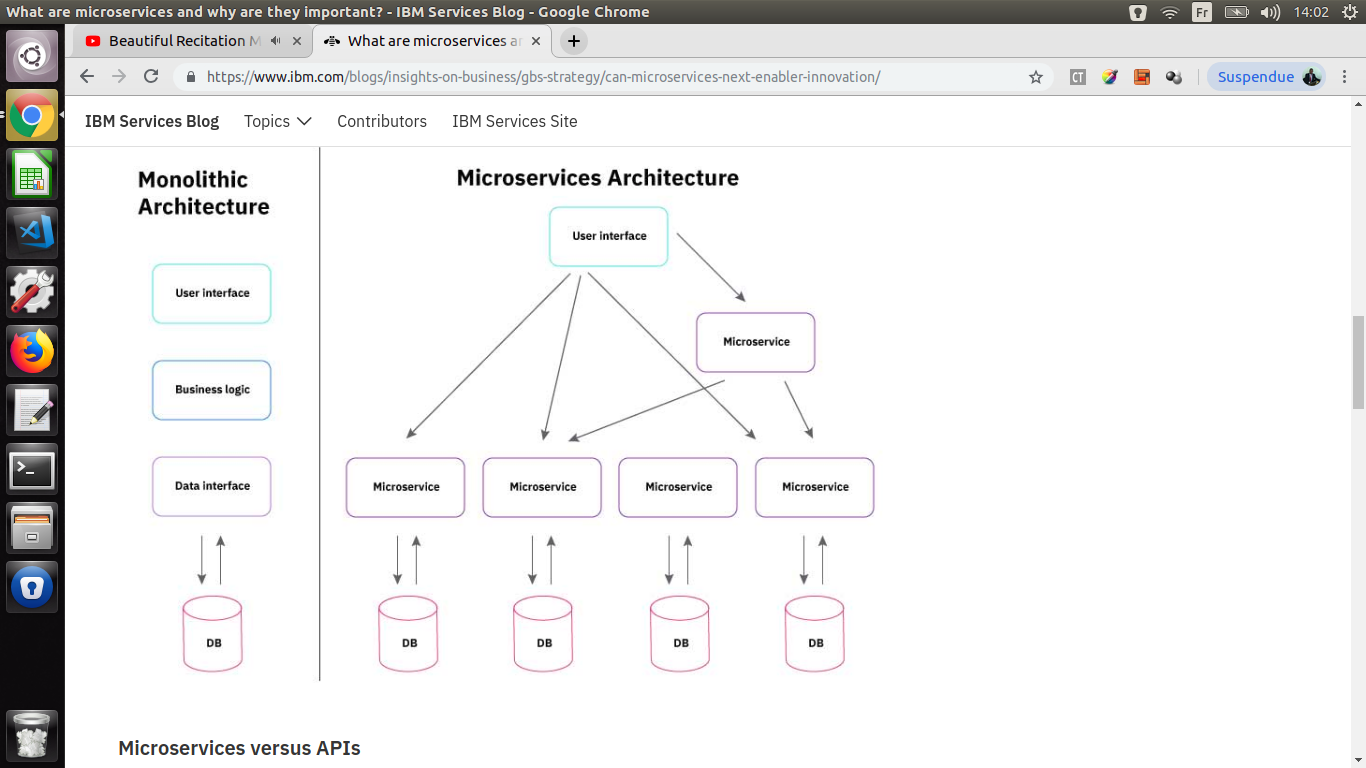 What are microservices and why are they important? - IBM Services Blog - Google Chrome
Fr
14:02
Beautiful Recitation M
What are microservices a
https://www.ibm.com/blogs/insights-on-business/gbs-strategy/can-microservices-next-enabler-innovation/
CT
Suspendue
IBM Services Blog
Topics
Contributors
IBM Services Site
Monolithic
Architecture
Microservices Architecture
User interface
Business logic
Data interface
DB
User interface
Microservice
Microservice
Microservice
Microservice
Microservice
DB
DB
DB
DB
Microservices versus APIs